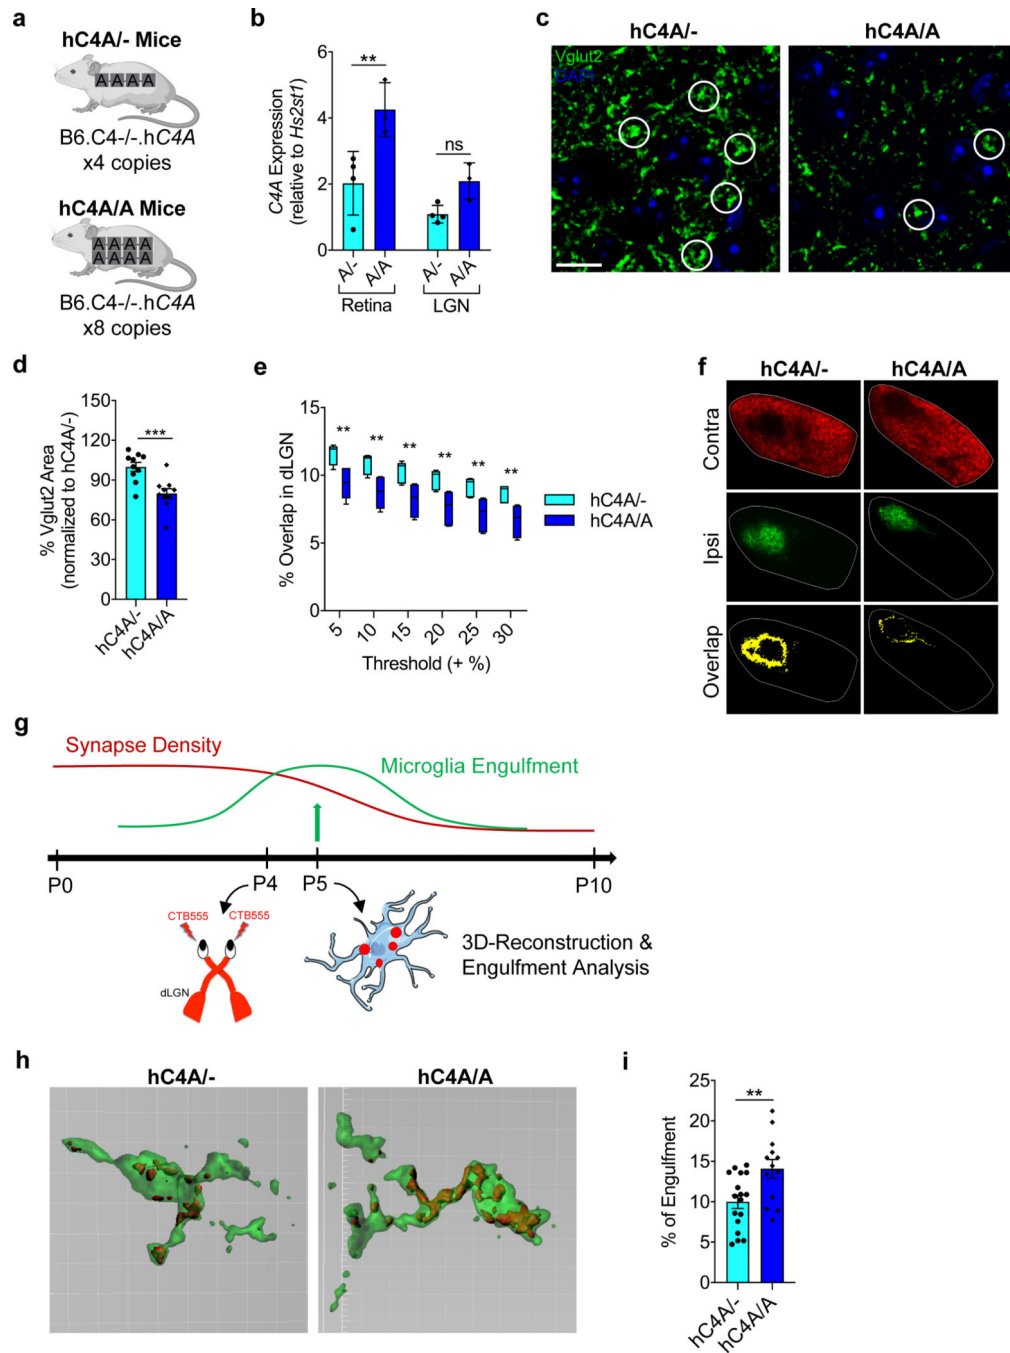 a
hC4A/- Mice
A A A A
B6.C4-/-.hC4A
x4 copies
hC4A/A Mice
A A A A
A A A A
B6.C4-/-.hC4A
x8 copies
b
C4A Expression
(relative to Hs2st1)
6
4
2
0
**
ns
A/-
A/A
A/-
A/A
Retina
LGN
c
hC4A/-
hC4A/A
Vglut2
DAPI
d
% Vglut2 Area
(normalized to hC4A/-)
150
120
90
60
30
0
***
hC4A/-
hC4A/A
e
% Overlap in dLGN
15
10
5
0
** ** ** ** ** **
5 10 15 20 25 30
Threshold (+ %)
hC4A/-
hC4A/A
f
hC4A/-
hC4A/A
Contra
Ipsi
Overlap
g
Synapse Density
Microglia Engulfment
P0 P4 P5 P10
CTB555 CTB555
dLGN
3D-Reconstruction &
Engulfment Analysis
h
hC4A/-
hC4A/A
i
% of Engulfment
25
20
15
10
5
0
**
hC4A/-
hC4A/A